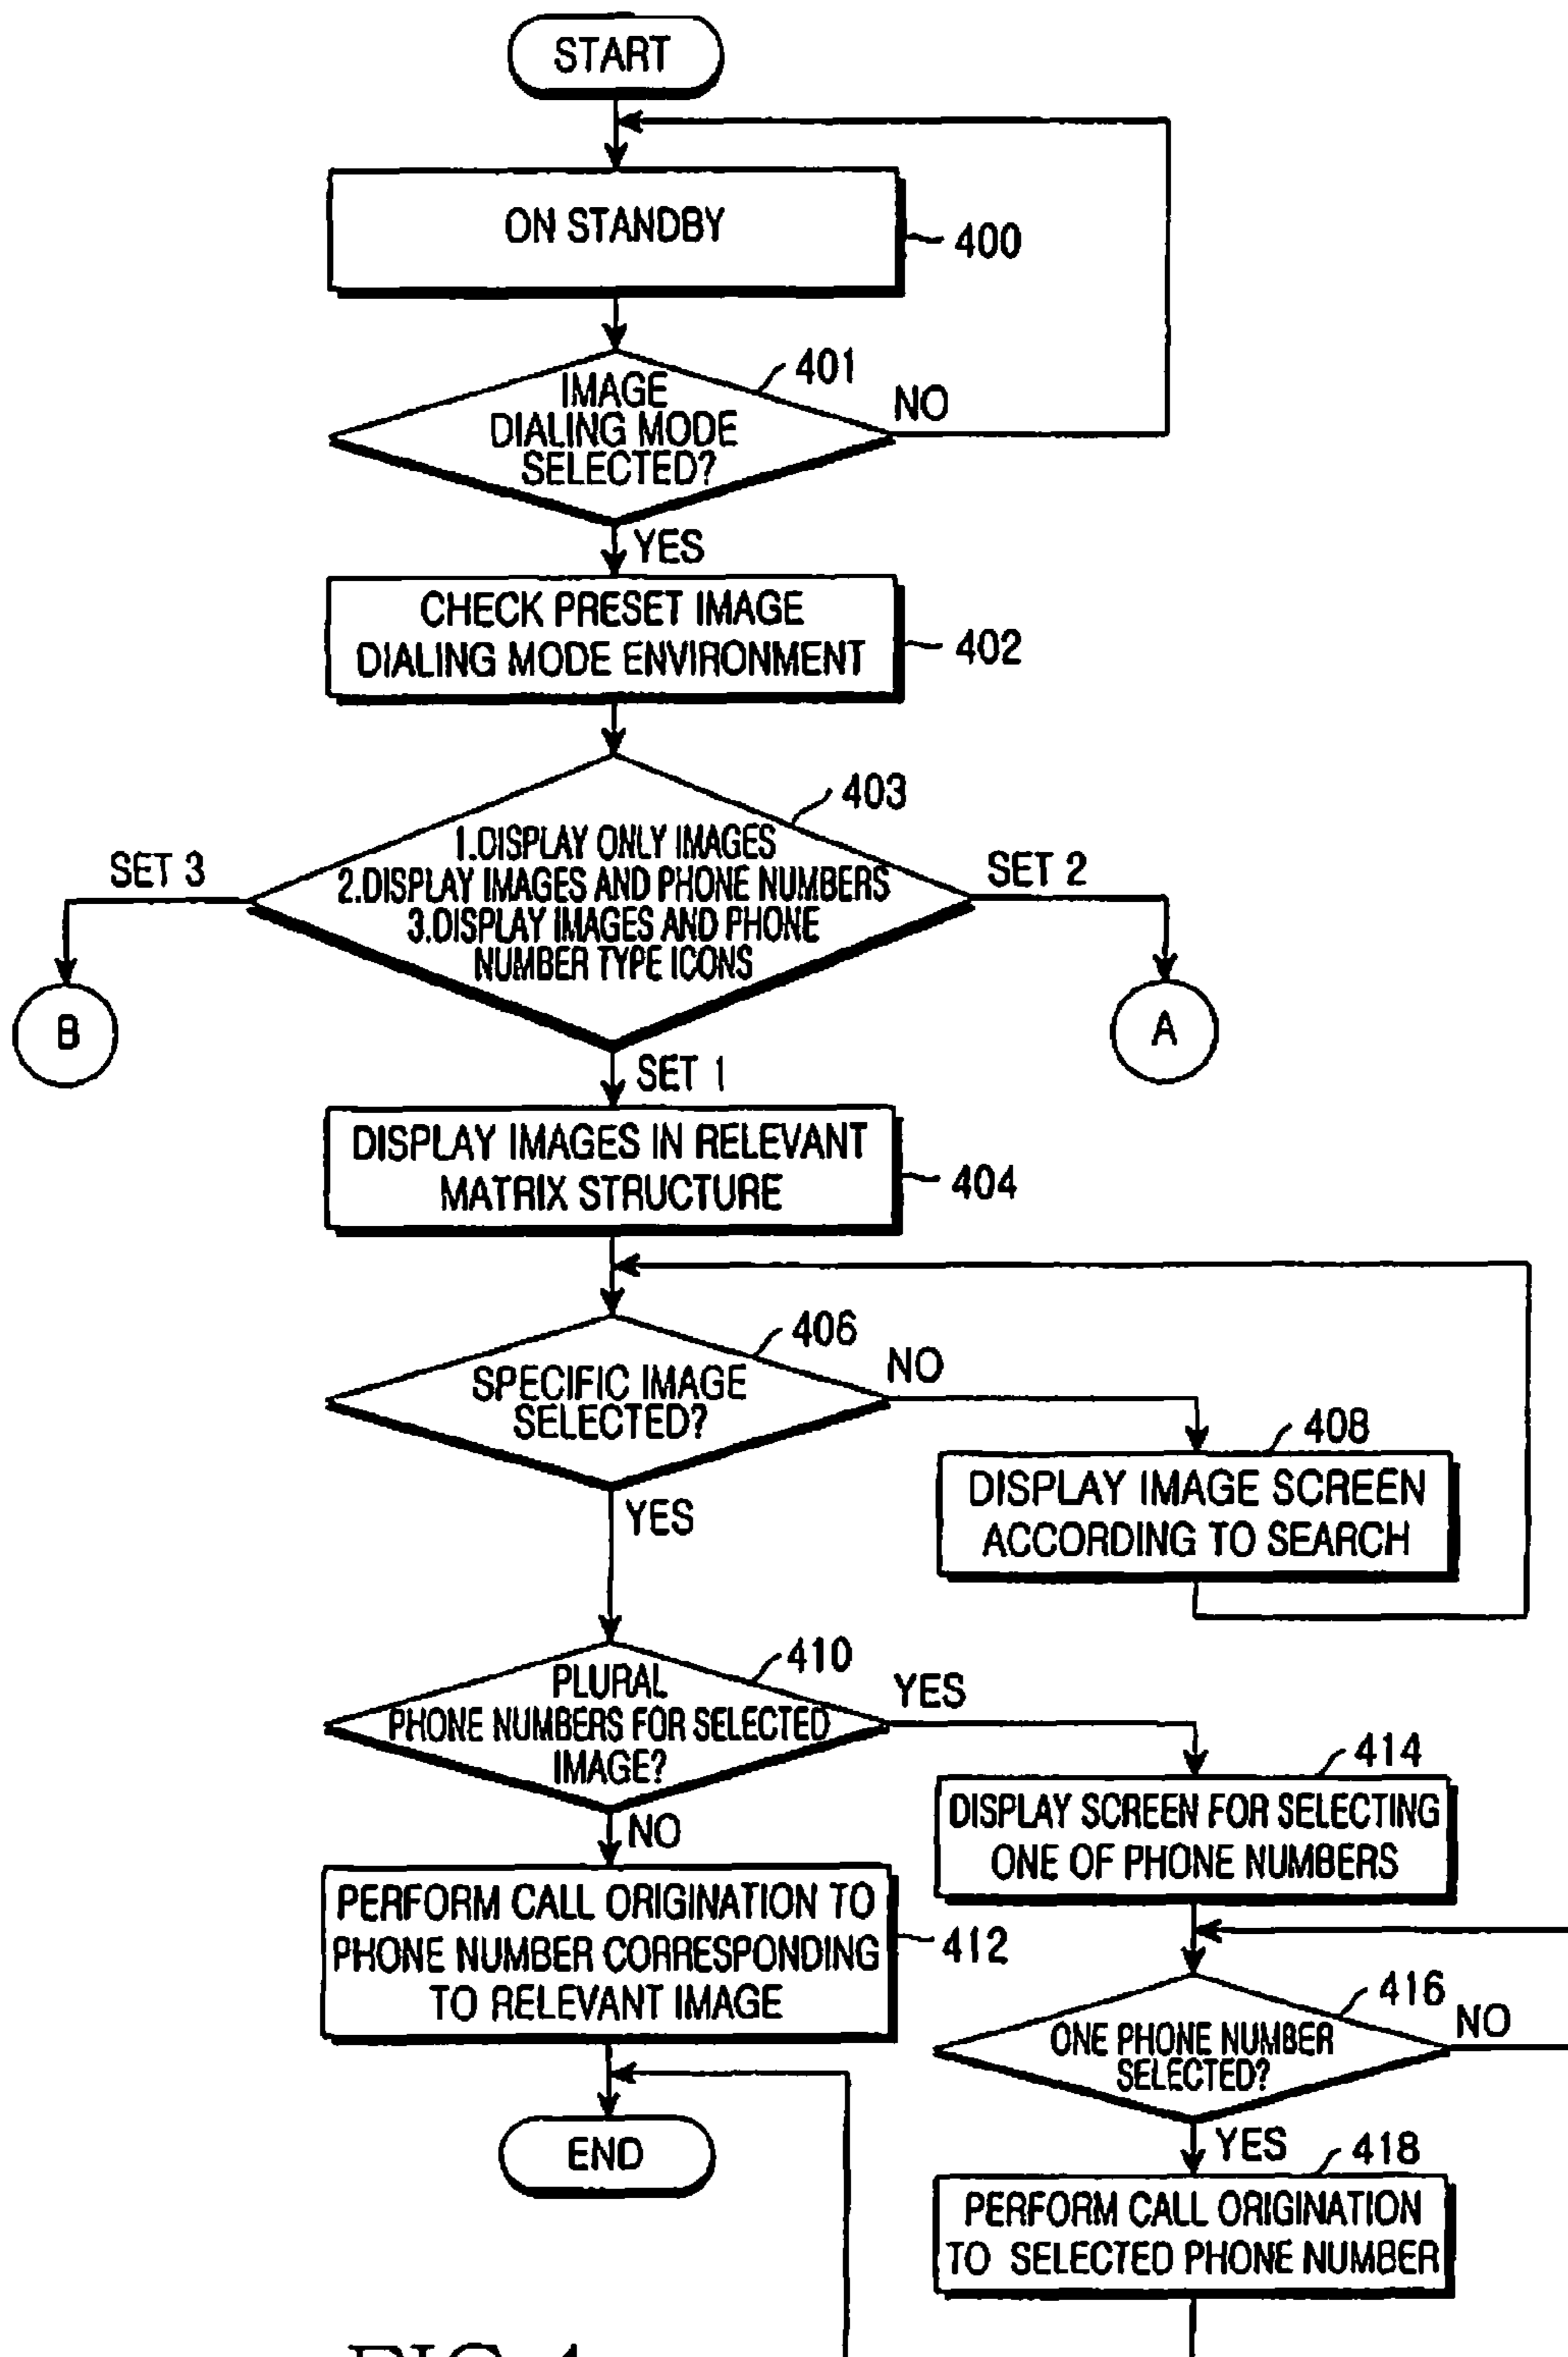 START
ON STANDBY
400
401
IMAGE
DIALING MODE
SELECTED?
NO
YES
CHECK PRESET IMAGE
DIALING MODE ENVIRONMENT
402
403
1.DISPLAY ONLY IMAGES
2.DISPLAY IMAGES AND PHONE NUMBERS
3.DISPLAY IMAGES AND PHONE
NUMBER TYPE ICONS
SET 3
SET 2
B
A
SET 1
DISPLAY IMAGES IN RELEVANT
MATRIX STRUCTURE
404
406
SPECIFIC IMAGE
SELECTED?
NO
408
DISPLAY IMAGE SCREEN
ACCORDING TO SEARCH
YES
410
PLURAL
PHONE NUMBERS FOR SELECTED
IMAGE?
YES
414
DISPLAY SCREEN FOR SELECTING
ONE OF PHONE NUMBERS
NO
PERFORM CALL ORIGINATION TO
PHONE NUMBER CORRESPONDING
TO RELEVANT IMAGE
412
416
ONE PHONE NUMBER
SELECTED?
NO
END
YES
418
PERFORM CALL ORIGINATION
TO SELECTED PHONE NUMBER